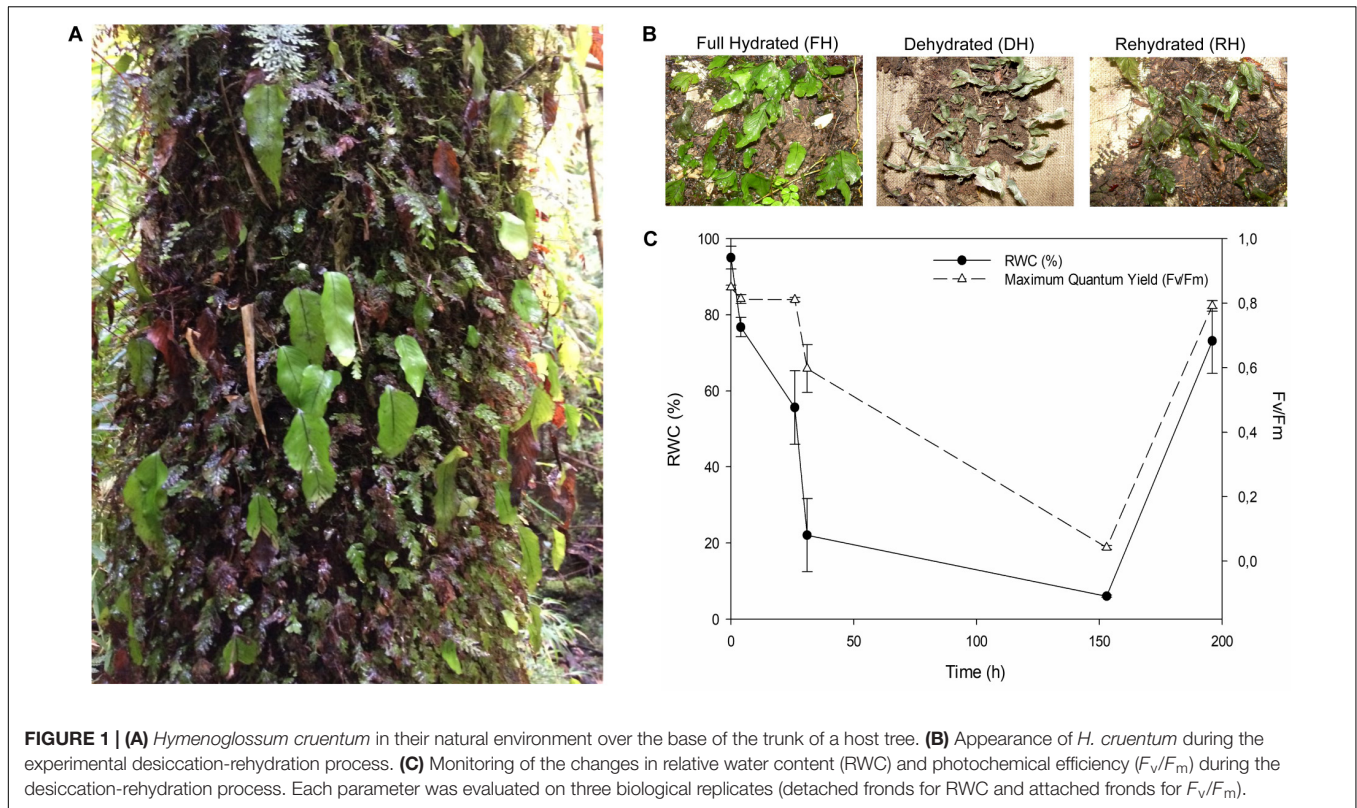 A
B
Full Hydrated (FH)
Dehydrated (DH)
Rehydrated (RH)
C
100
80
60
40
20
0
RWC (%)
RWC (%)
Maximum Quantum Yield (Fv/Fm)
1,0
0,8
0,6
0,4
0,2
0,0
Fv/Fm
0
50
100
150
200
Time (h)
FIGURE 1 | (A) Hymenoglossum cruentum in their natural environment over the base of the trunk of a host tree. (B) Appearance of H. cruentum during the
experimental desiccation-rehydration process. (C) Monitoring of the changes in relative water content (RWC) and photochemical efficiency (Fv/Fm) during the
desiccation-rehydration process. Each parameter was evaluated on three biological replicates (detached fronds for RWC and attached fronds for Fv/Fm).